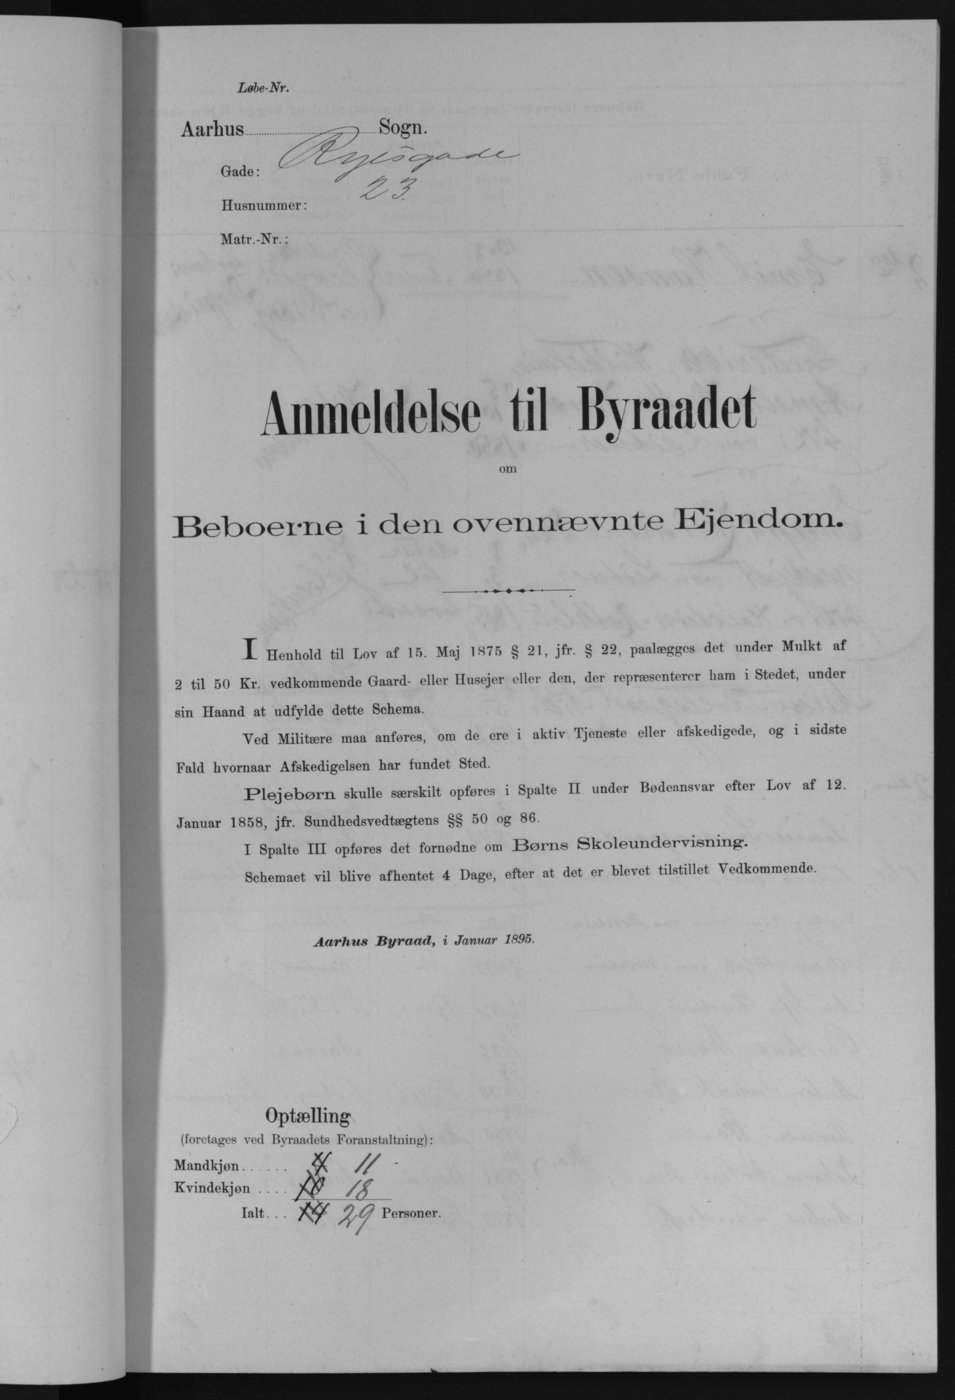 Løbe-Nr.
Aarhus Sogn.
Gade: Ryesgade
Husnummer: 23.
Matr.-Nr.:
Anmeldelse til Byraadet
om
Beboerne i den ovennævnte Ejendom.
I Henhold til Lov af 15. Maj 1875 § 21, jfr. § 22, paalægges det under Mulkt af
2 til 50 Kr. vedkommende Gaard- eller Husejer eller den, der repræsenterer ham i Stedet, under
sin Haand at udfylde dette Schema.
Ved Militære maa anføres, om de ere i aktiv Tjeneste eller afskedigede, og i sidste
Fald hvornaar Afskedigelsen har fundet Sted.
Plejebørn skulle særskilt opføres i Spalte II under Bødeansvar efter Lov af 12.
Januar 1858, jfr. Sundhedsvedtægtens §§ 50 og 86.
I Spalte III opføres det fornødne om Børns Skoleundervisning.
Schemaet vil blive afhentet 4 Dage, efter at det er blevet tilstillet Vedkommende.
Aarhus Byraad, i Januar 1895.
Optælling
(foretages ved Byraadets Foranstaltning):
Mandkjøn...... 4 11
Kvindekjøn .... 10 18
Ialt... 14 29 Personer.